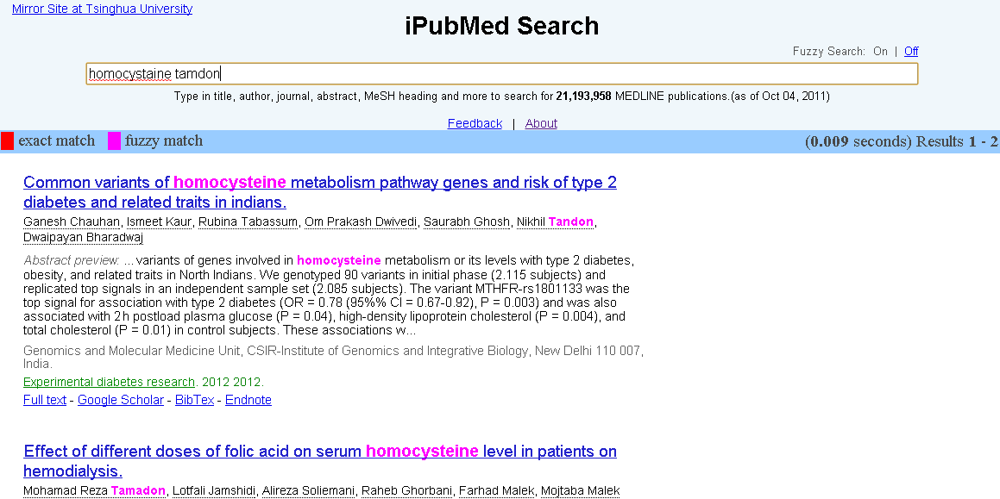 Mirror Site at Tsinghua University
iPubMed Search
Fuzzy Search: On | Off
homocystaine tamdon
Type in title, author, journal, abstract, MeSH heading and more to search for 21,193,958 MEDLINE publications.(as of Oct 04, 2011)
Feedback | About
exact match fuzzy match (0.009 seconds) Results 1 - 2
Common variants of homocysteine metabolism pathway genes and risk of type 2
diabetes and related traits in indians.
Ganesh Chauhan, Ismeet Kaur, Rubina Tabassum, Om Prakash Dwivedi, Saurabh Ghosh, Nikhil Tandon,
Dwaipayan Bharadwaj
Abstract preview: ...variants of genes involved in homocysteine metabolism or its levels with type 2 diabetes,
obesity, and related traits in North Indians. We genotyped 90 variants in initial phase (2.115 subjects) and
replicated top signals in an independent sample set (2.085 subjects). The variant MTHFR-rs1801133 was the
top signal for association with type 2 diabetes (OR = 0.78 (95%% CI = 0.67-0.92), P = 0.003) and was also
associated with 2 h postload plasma glucose (P = 0.04), high-density lipoprotein cholesterol (P = 0.004), and
total cholesterol (P = 0.01) in control subjects. These associations w...
Genomics and Molecular Medicine Unit, CSIR-Institute of Genomics and Integrative Biology, New Delhi 110 007,
India.
Experimental diabetes research. 2012 2012.
Full text - Google Scholar - BibTex - Endnote
Effect of different doses of folic acid on serum homocysteine level in patients on
hemodialysis.
Mohamad Reza Tamadon, Lotfali Jamshidi, Alireza Soliemani, Raheb Ghorbani, Farhad Malek, Mojtaba Malek